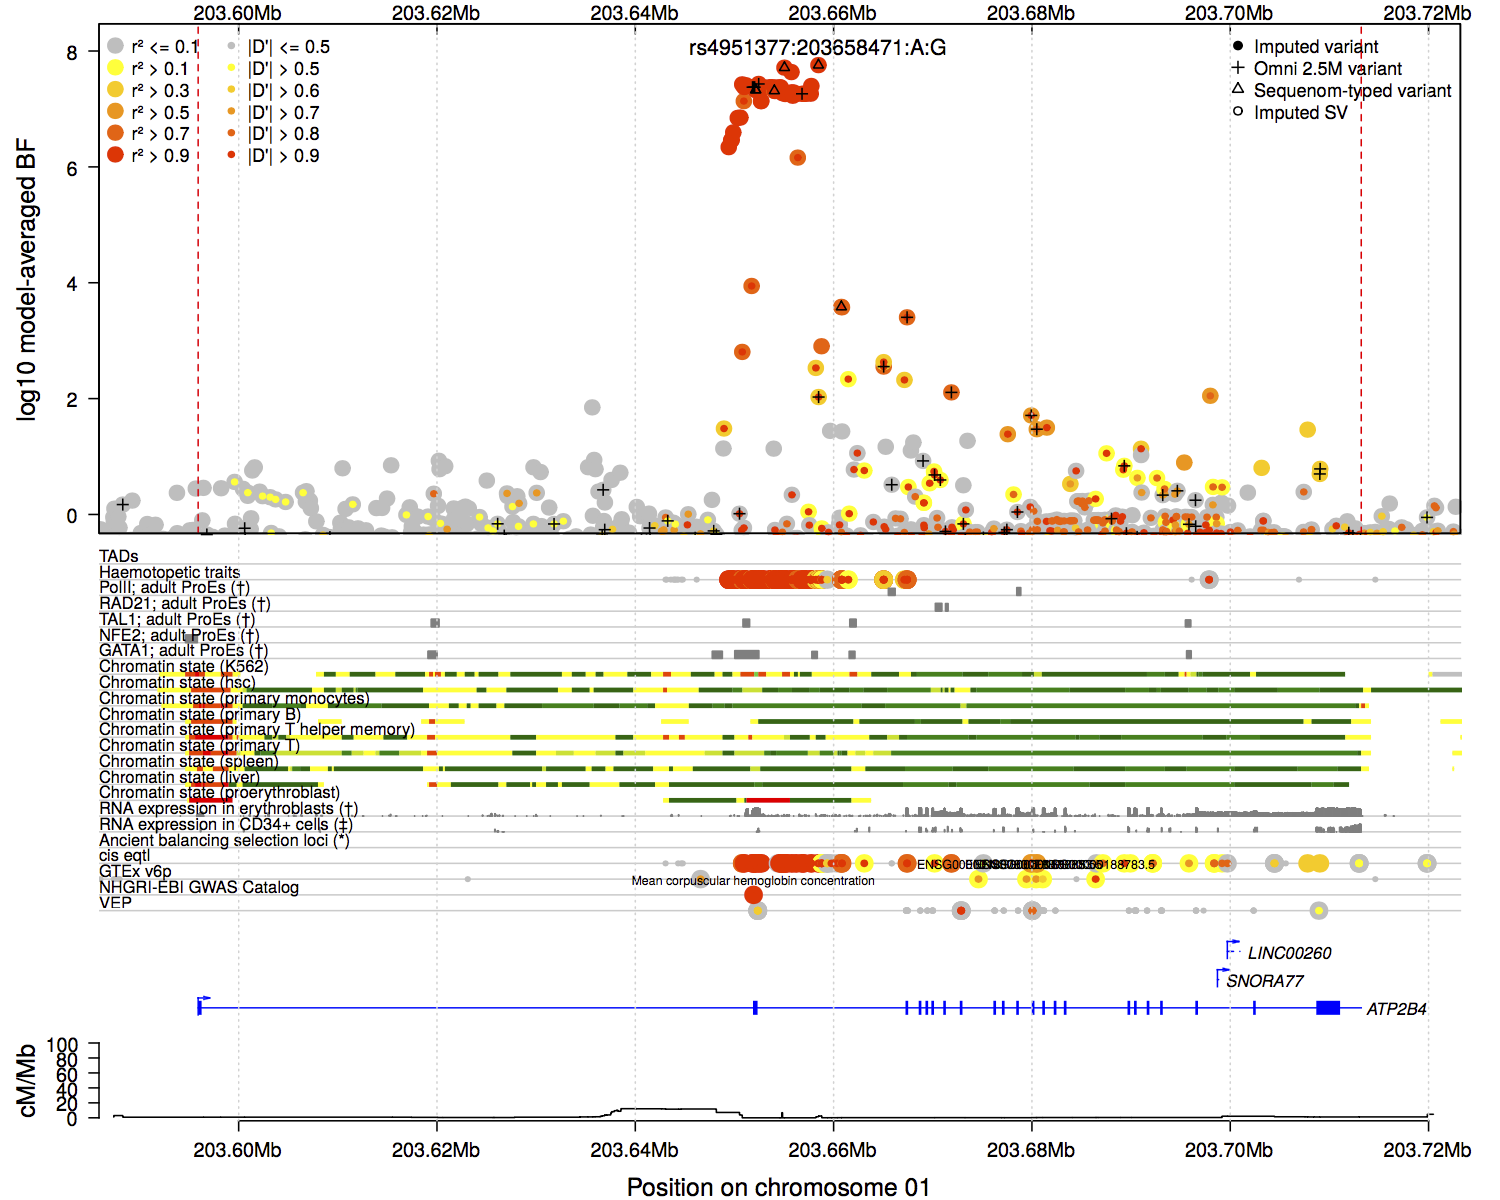 203.60Mb 203.62Mb 203.64Mb 203.66Mb 203.68Mb 203.70Mb 203.72Mb
log10 model-averaged BF
8
6
4
2
0
r² <= 0.1 |D'| <= 0.5
r² > 0.1 |D'| > 0.5
r² > 0.3 |D'| > 0.6
r² > 0.5 |D'| > 0.7
r² > 0.7 |D'| > 0.8
r² > 0.9 |D'| > 0.9
rs4951377:203658471:A:G
Imputed variant
Omni 2.5M variant
Sequenom-typed variant
Imputed SV
TADs
Haemotopetic traits
PolII; adult ProEs (†)
RAD21; adult ProEs (†)
TAL1; adult ProEs (†)
NFE2; adult ProEs (†)
GATA1; adult ProEs (†)
Chromatin state (K562)
Chromatin state (hsc)
Chromatin state (primary monocytes)
Chromatin state (primary B)
Chromatin state (primary T helper memory)
Chromatin state (primary T)
Chromatin state (spleen)
Chromatin state (liver)
Chromatin state (proerythroblast)
RNA expression in erythroblasts (†)
RNA expression in CD34+ cells (‡)
Ancient balancing selection loci (*)
cis eqtl
GTEx v6p
Mean corpuscular hemoglobin concentration
NHGRI-EBI GWAS Catalog
VEP
LINC00260
SNORA77
ATP2B4
cM/Mb
100
80
60
40
20
0
203.60Mb 203.62Mb 203.64Mb 203.66Mb 203.68Mb 203.70Mb 203.72Mb
Position on chromosome 01